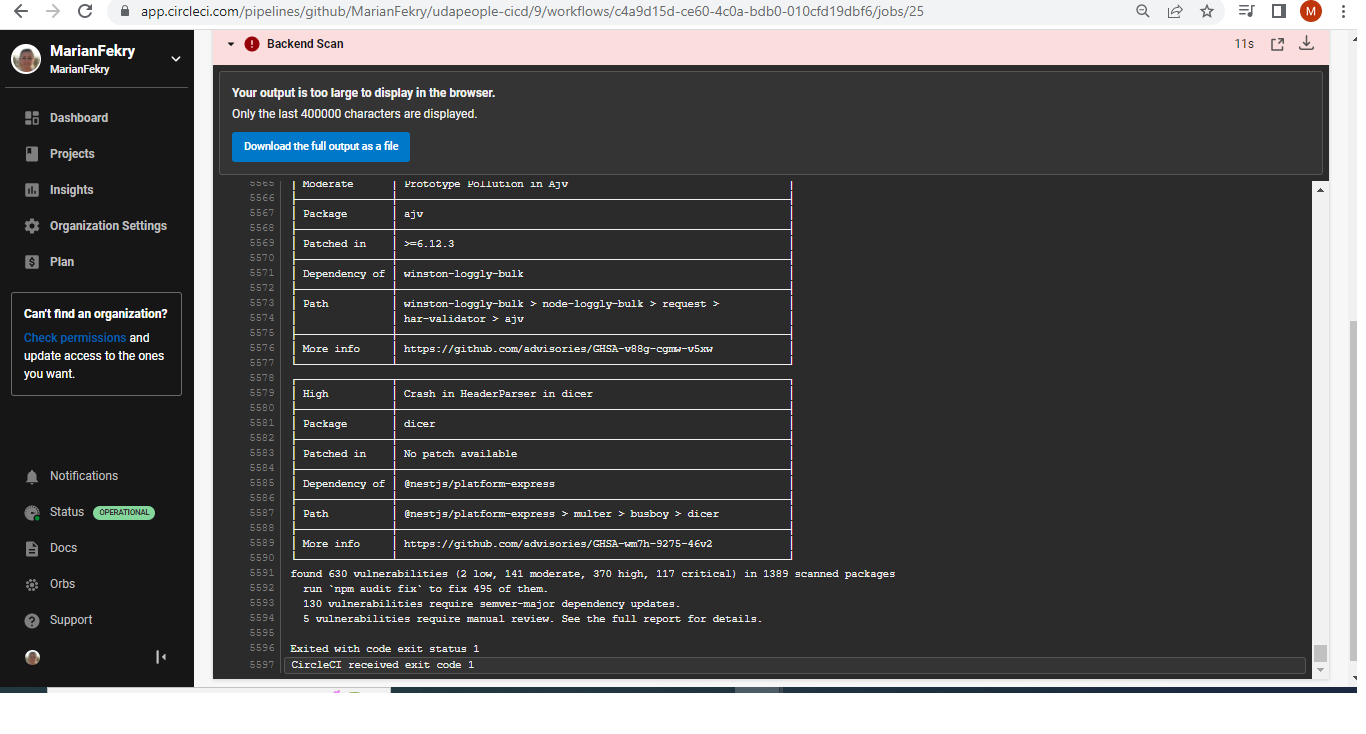 app.circleci.com/pipelines/github/MarianFekry/udapeople-cicd/9/workflows/c4a9d15d-ce60-4c0a-bdb0-010cfd19dbf6/jobs/25
M
MarianFekry
MarianFekry
Dashboard
Projects
Insights
Organization Settings
Plan
Can't find an organization?
Check permissions and
update access to the ones
you want.
Notifications
Status OPERATIONAL
Docs
Orbs
Support
Backend Scan
11s
Your output is too large to display in the browser.
Only the last 400000 characters are displayed.
Download the full output as a file
5565 Moderate Prototype Pollution in Ajv
5566
5567 Package ajv
5568
5569 Patched in >=6.12.3
5570
5571 Dependency of winston-loggly-bulk
5572
5573 Path winston-loggly-bulk > node-loggly-bulk > request >
5574 har-validator > ajv
5575
5576 More info https://github.com/advisories/GHSA-v88g-cgmw-v5xw
5577
5578
5579 High Crash in HeaderParser in dicer
5580
5581 Package dicer
5582
5583 Patched in No patch available
5584
5585 Dependency of @nestjs/platform-express
5586
5587 Path @nestjs/platform-express > multer > busboy > dicer
5588
5589 More info https://github.com/advisories/GHSA-wm7h-9275-46v2
5590
5591 found 630 vulnerabilities (2 low, 141 moderate, 370 high, 117 critical) in 1389 scanned packages
5592 run `npm audit fix` to fix 495 of them.
5593 130 vulnerabilities require semver-major dependency updates.
5594 5 vulnerabilities require manual review. See the full report for details.
5595
5596 Exited with code exit status 1
5597 CircleCI received exit code 1